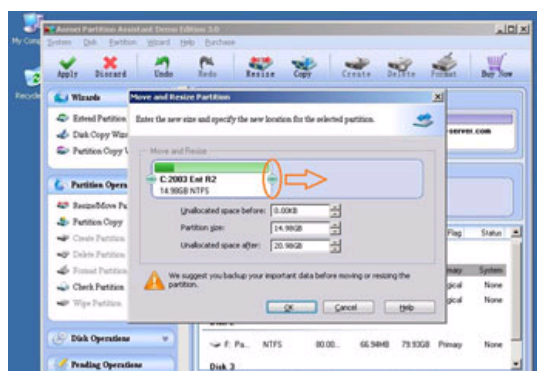 Aomei Partition Assistant Demo Edition 3.0
My Comp
System Disk Partition Wizard Help Purchase
Apply Discard Undo Redo Resize Copy Create Delete Format Buy Now
Recycle
Wizards
Extend Partition
Disk Copy Wiz
Partition Copy W
Partition Opera
Resize/Move Pa
Partition Copy
Create Partition
Delete Partition
Format Partition
Check Partition
Wipe Partition
Disk Operations
Pending Operations
Move and Resize Partition
Enter the new size and specify the new location for the selected partition.
Move and Resize
C:2003 Ent R2
14.98GB NTFS
Unallocated space before: 0.00KB
Partition size: 14.98GB
Unallocated space after: 20.98GB
We suggest you backup your important data before moving or resizing the
partition.
OK Cancel Help
-server.com
Flag Status
mary System
gical None
gical None
F: Pa... NTFS 80.00... 66.94MB 79.93GB Primary None
Disk 3